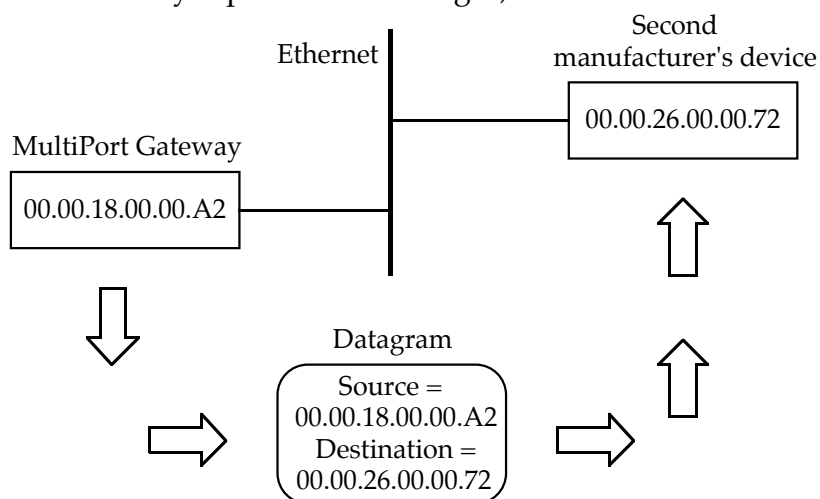 Second
manufacturer's device
Ethernet
00.00.26.00.00.72
MultiPort Gateway
00.00.18.00.00.A2
Datagram
Source =
00.00.18.00.00.A2
Destination =
00.00.26.00.00.72